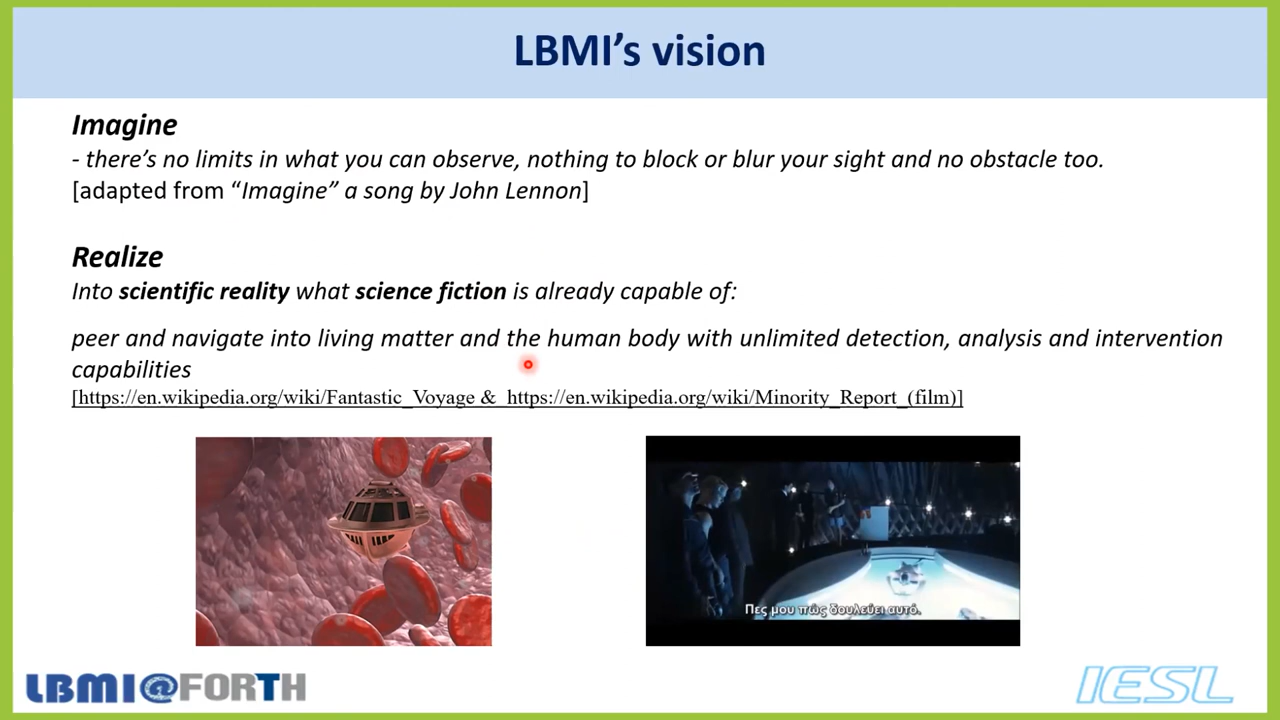 LBMI’s vision
Imagine
- there’s no limits in what you can observe, nothing to block or blur your sight and no obstacle too.
[adapted from “Imagine” a song by John Lennon]
Realize
Into scientific reality what science fiction is already capable of:
peer and navigate into living matter and the human body with unlimited detection, analysis and intervention
capabilities
[https://en.wikipedia.org/wiki/Fantastic_Voyage & https://en.wikipedia.org/wiki/Minority_Report_(film)]
Πες μου πώς δουλεύει αυτό.
LBMI@FORTH
IESL